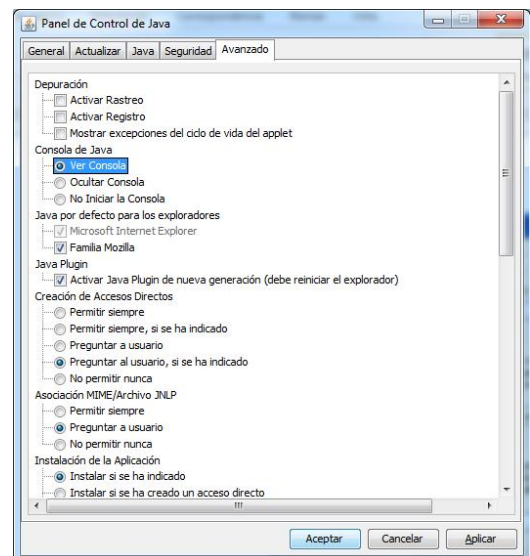 Panel de Control de Java
General Actualizar Java Seguridad Avanzado
Depuración
Activar Rastreo
Activar Registro
Mostrar excepciones del ciclo de vida del applet
Consola de Java
Ver Consola
Ocultar Consola
No Iniciar la Consola
Java por defecto para los exploradores
Microsoft Internet Explorer
Familia Mozilla
Java Plugin
Activar Java Plugin de nueva generación (debe reiniciar el explorador)
Creación de Accesos Directos
Permitir siempre
Permitir siempre, si se ha indicado
Preguntar a usuario
Preguntar al usuario, si se ha indicado
No permitir nunca
Asociación MIME/Archivo JNLP
Permitir siempre
Preguntar a usuario
No permitir nunca
Instalación de la Aplicación
Instalar si se ha indicado
Instalar si se ha creado un acceso directo
Aceptar Cancelar Aplicar